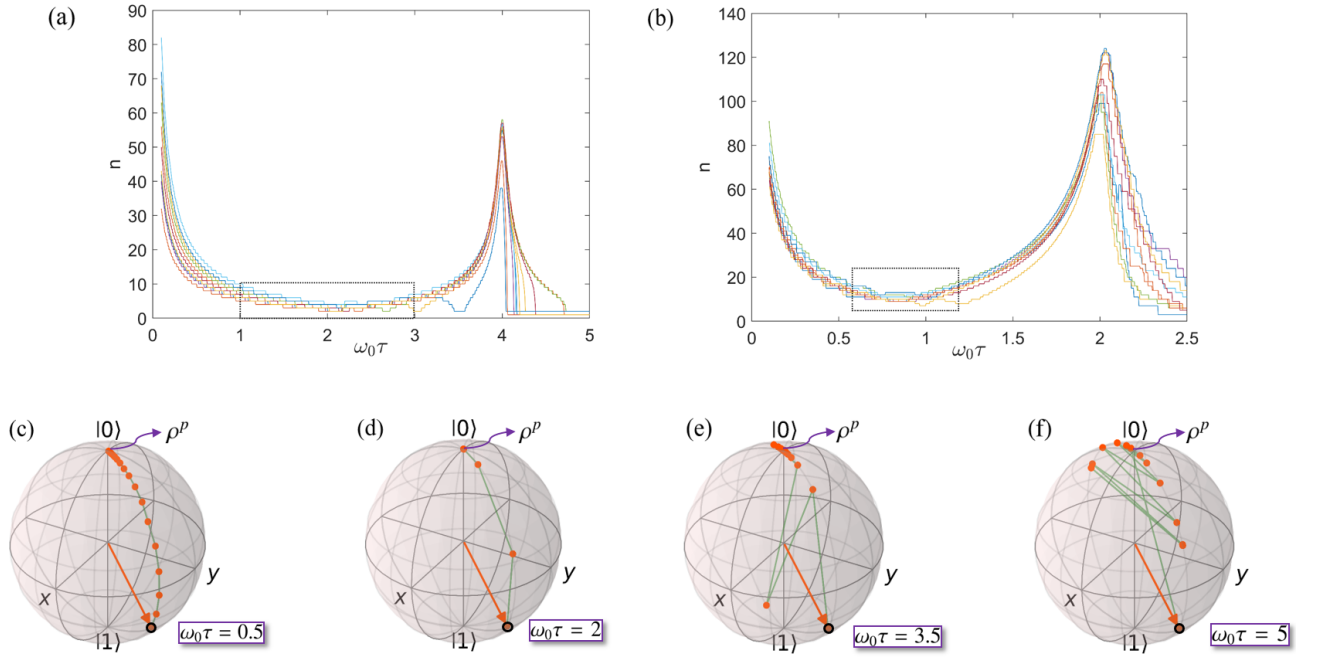 (a)
90
80
70
60
50
40
30
20
10
0
n
0 1 2 3 4 5
ω₀τ
(b)
140
120
100
80
60
40
20
0
n
0 0.5 1 1.5 2 2.5
ω₀τ
(c)
|0⟩
ρᵖ
x
y
|1⟩
ω₀τ = 0.5
(d)
|0⟩
ρᵖ
x
y
|1⟩
ω₀τ = 2
(e)
|0⟩
ρᵖ
x
y
|1⟩
ω₀τ = 3.5
(f)
|0⟩
ρᵖ
x
y
|1⟩
ω₀τ = 5